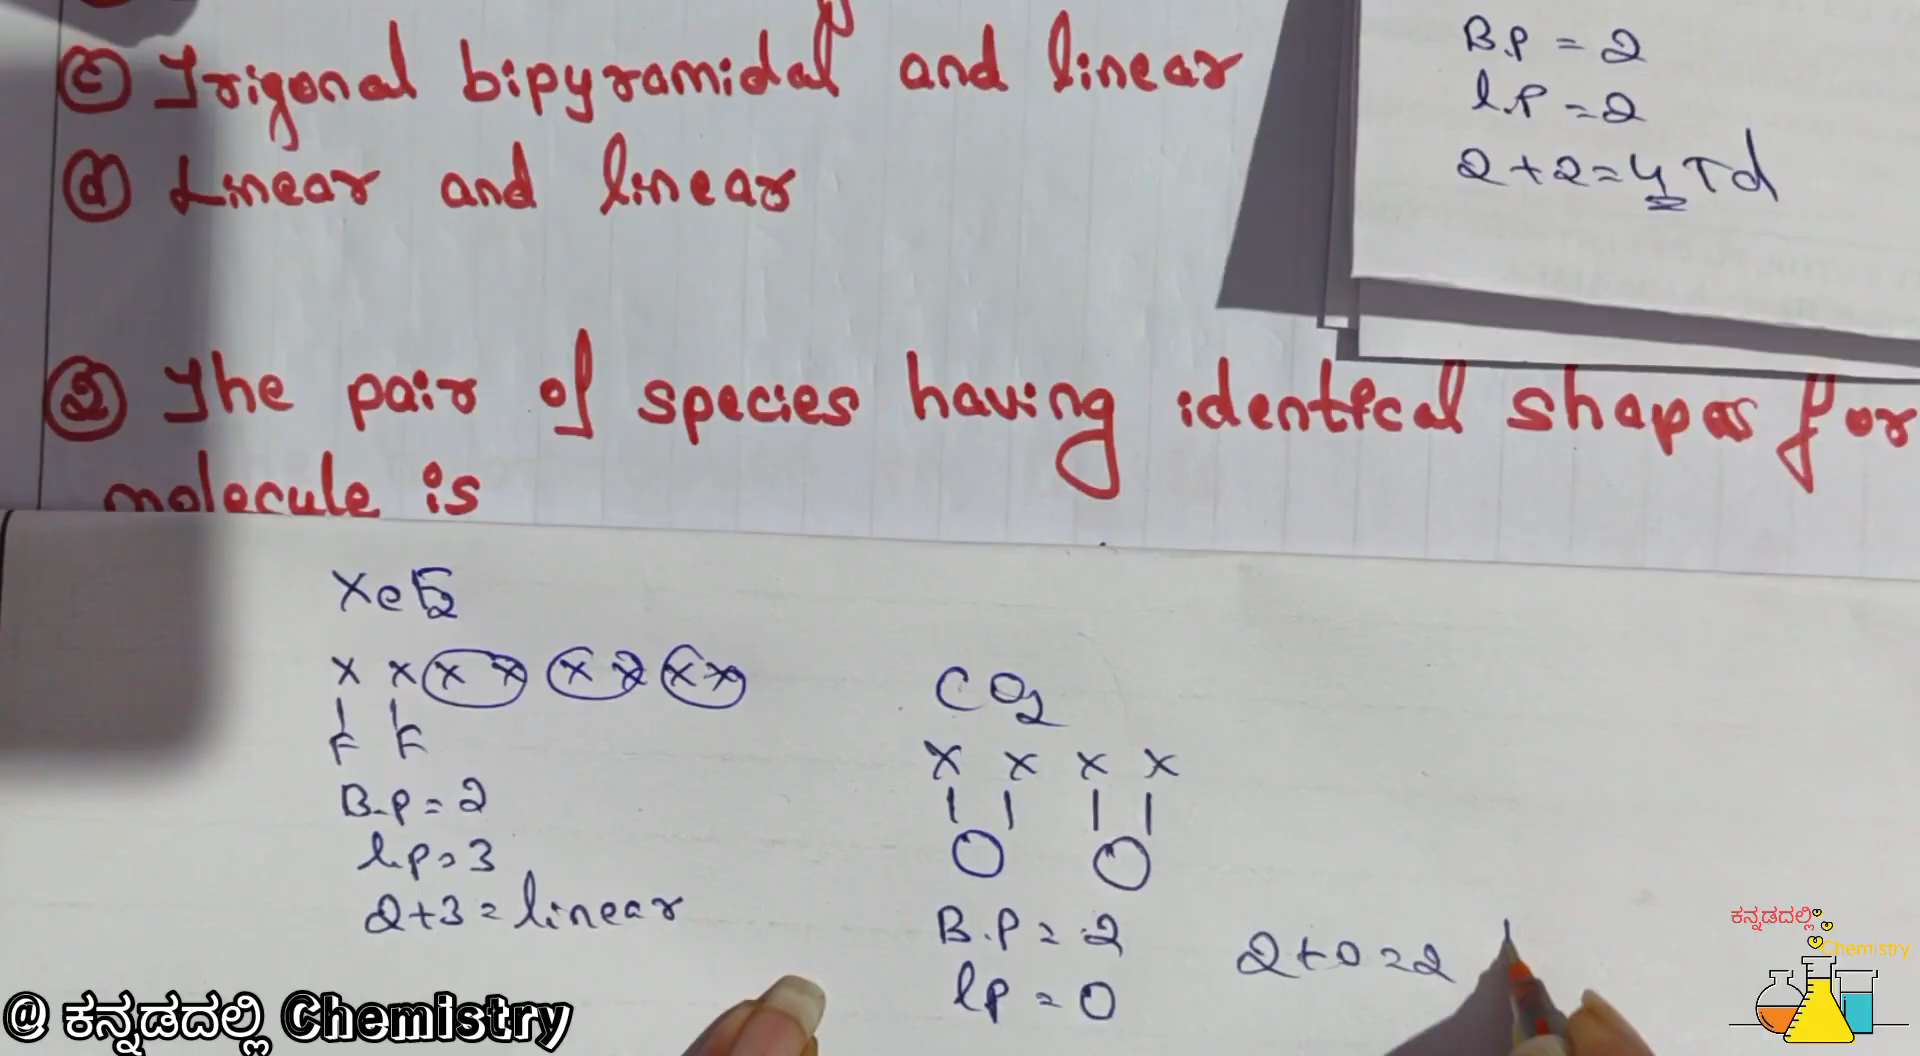 B.P = 2
l.P = 2
2 + 2 = 4 Td
ⓒ Trigonal bipyramidal and linear
ⓓ Linear and linear
② The pair of species having identical shapes for
molecule is
XeF2
x x x x x x x x
F F
B.P = 2
l.p = 3
2+3 = linear
CO2
x x x x
O O
B.P = 2
lp = 0
2+0=2
ಕನ್ನಡದಲ್ಲಿ
Chemistry
@ ಕನ್ನಡದಲ್ಲಿ Chemistry